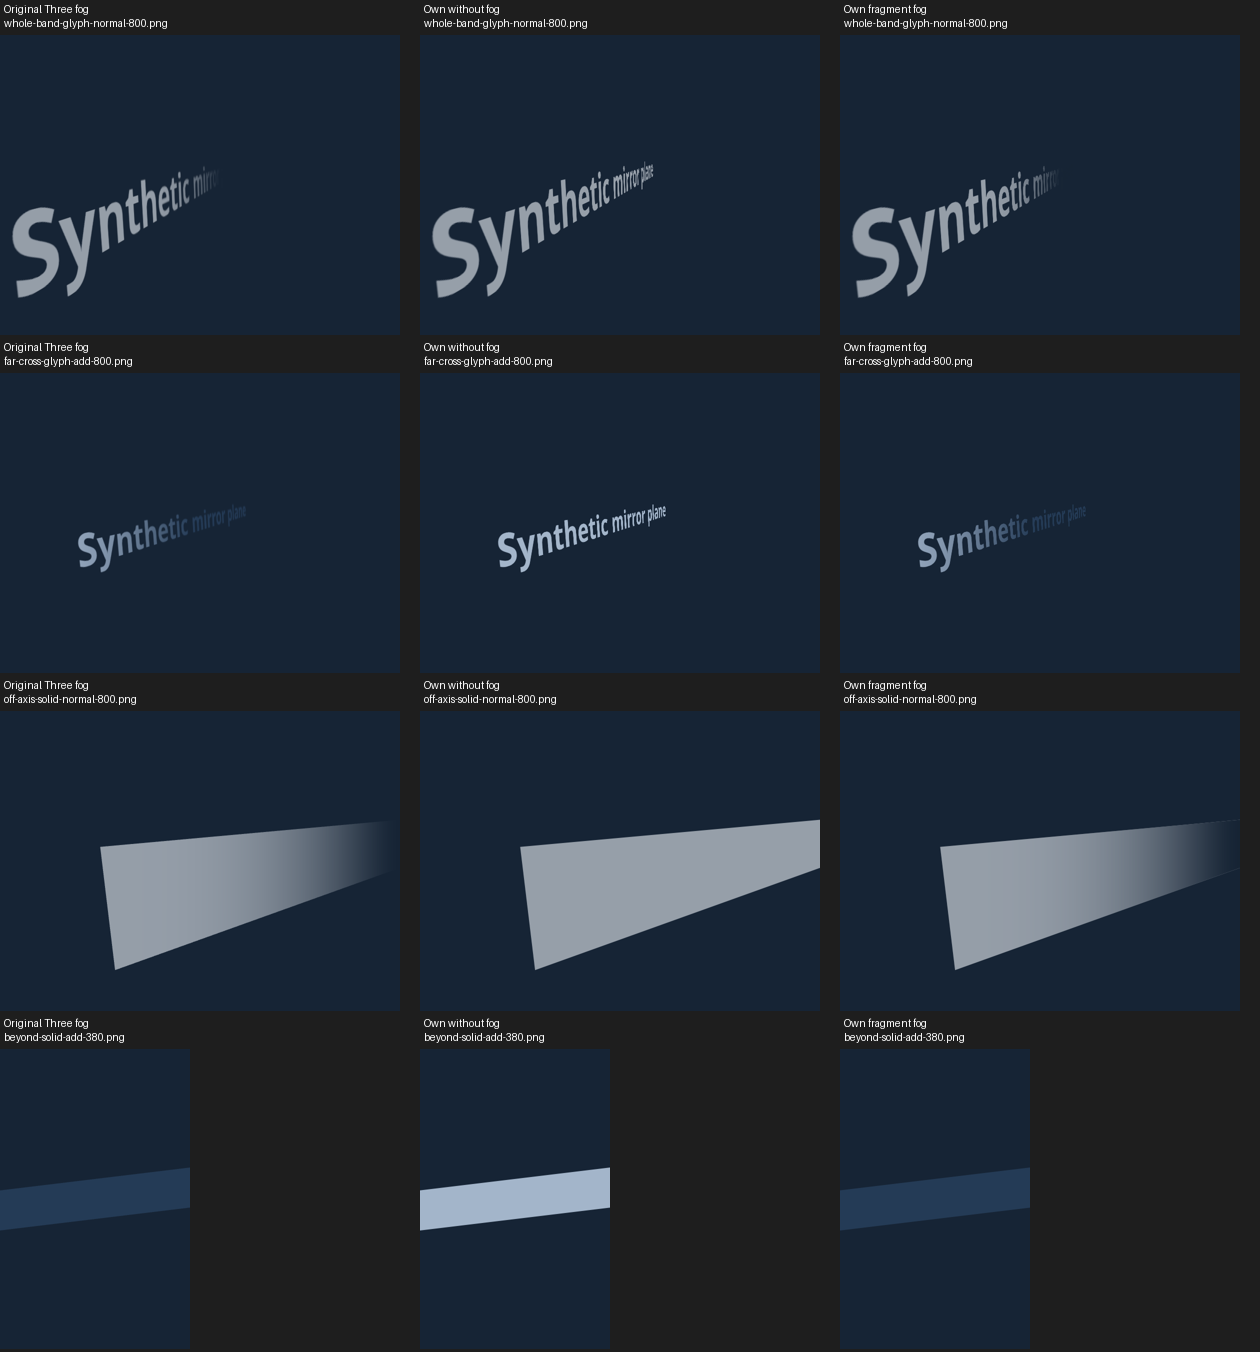 Original Three fog
whole-band-glyph-normal-800.png
Own without fog
whole-band-glyph-normal-800.png
Own fragment fog
whole-band-glyph-normal-800.png
Synthetic mirr
Synthetic mirror plane
Synthetic mirr
Original Three fog
far-cross-glyph-add-800.png
Own without fog
far-cross-glyph-add-800.png
Own fragment fog
far-cross-glyph-add-800.png
Synthetic mirror plane
Synthetic mirror plane
Synthetic mirror plane
Original Three fog
off-axis-solid-normal-800.png
Own without fog
off-axis-solid-normal-800.png
Own fragment fog
off-axis-solid-normal-800.png
Original Three fog
beyond-solid-add-380.png
Own without fog
beyond-solid-add-380.png
Own fragment fog
beyond-solid-add-380.png